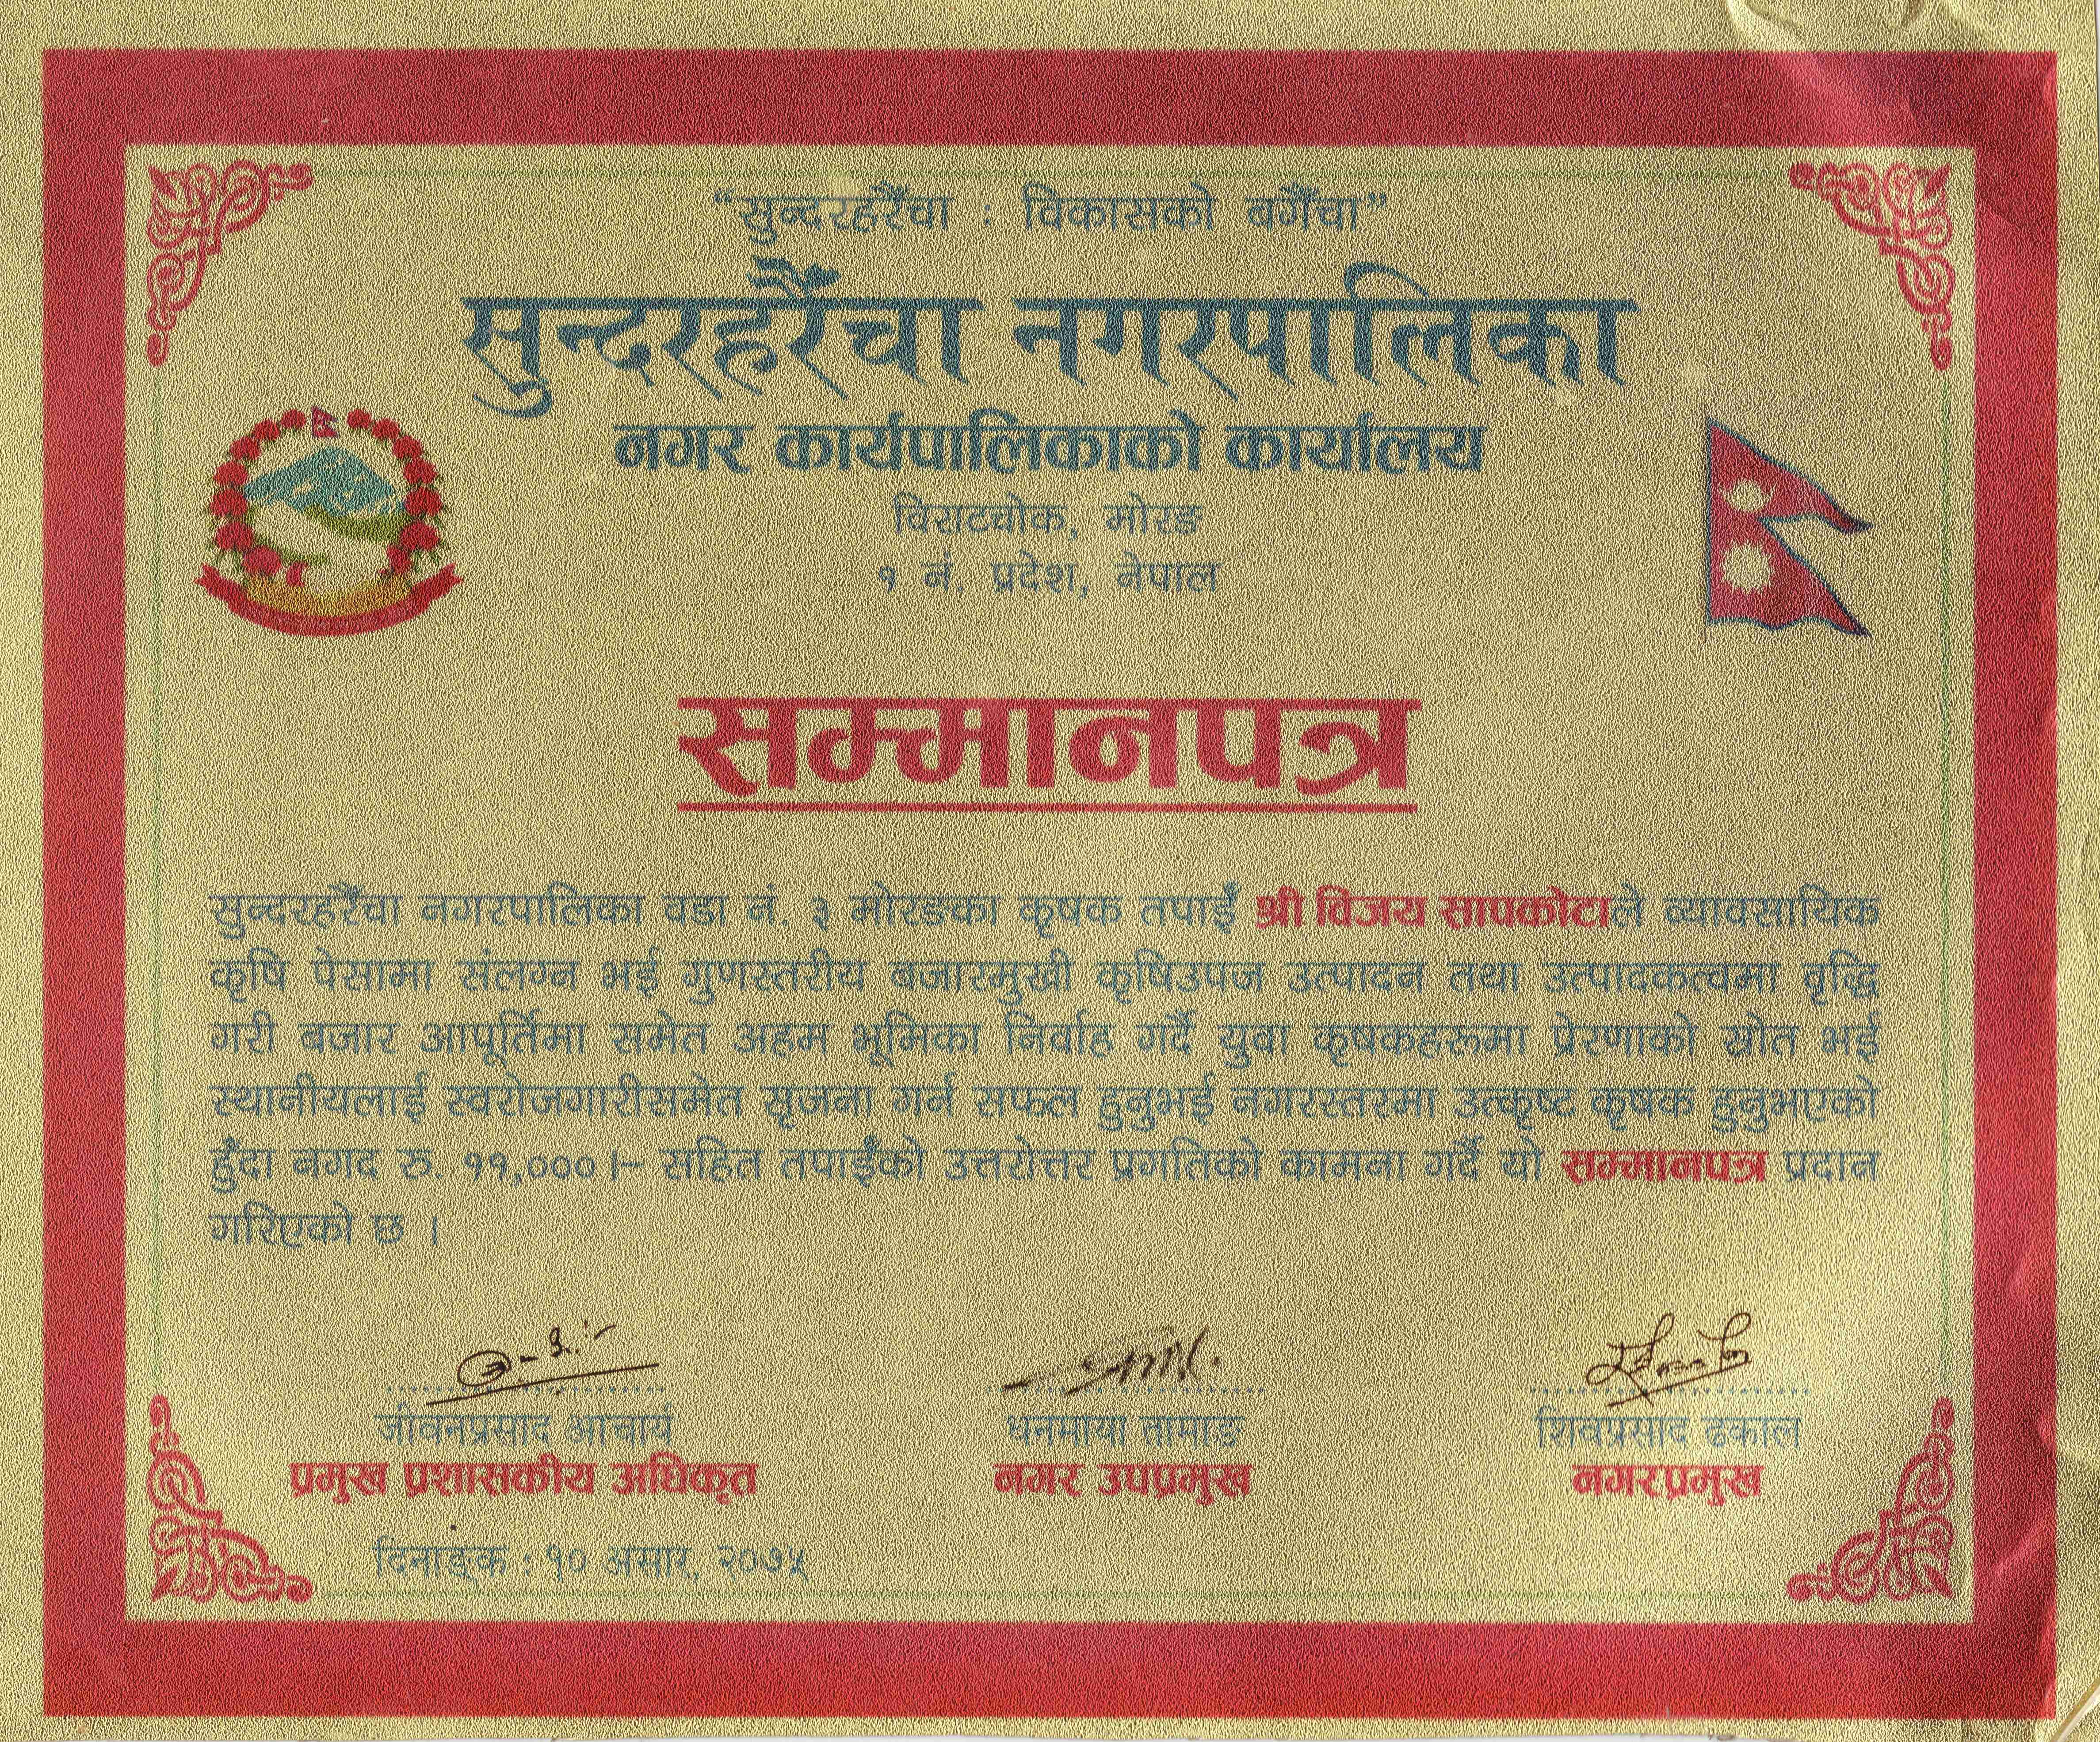 "सुन्दरहरैंचा : विकासको बगैँचा"
सुन्दरहरैंचा नगरपालिका
नगर कार्यपालिकाको कार्यालय
विराटचोक, मोरङ
१ नं. प्रदेश, नेपाल
सम्मानपत्र
सुन्दरहरैंचा नगरपालिका वडा नं. ३ मोरङका कृषक तपाईं श्री विजय सापकोटाले व्यावसायिक
कृषि पेसामा संलग्न भई गुणस्तरीय बजारमुखी कृषिउपज उत्पादन तथा उत्पादकत्वमा वृद्धि
गरी बजार आपूर्तिमा समेत अहम् भूमिका निर्वाह गर्दै युवा कृषकहरूमा प्रेरणाको स्रोत भई
स्थानीयलाई स्वरोजगारीसमेत सृजना गर्न सफल हुनुभई नगरस्तरमा उत्कृष्ट कृषक हुनुभएको
हुँदा नगद रु. ११,०००।- सहित तपाईंको उत्तरोत्तर प्रगतिको कामना गर्दै यो सम्मानपत्र प्रदान
गरिएको छ ।
जीवनप्रसाद आचार्य धनमाया तामाङ शिवप्रसाद ढकाल
प्रमुख प्रशासकीय अधिकृत नगर उपप्रमुख नगरप्रमुख
दिनाङ्क : १० असार, २०७५